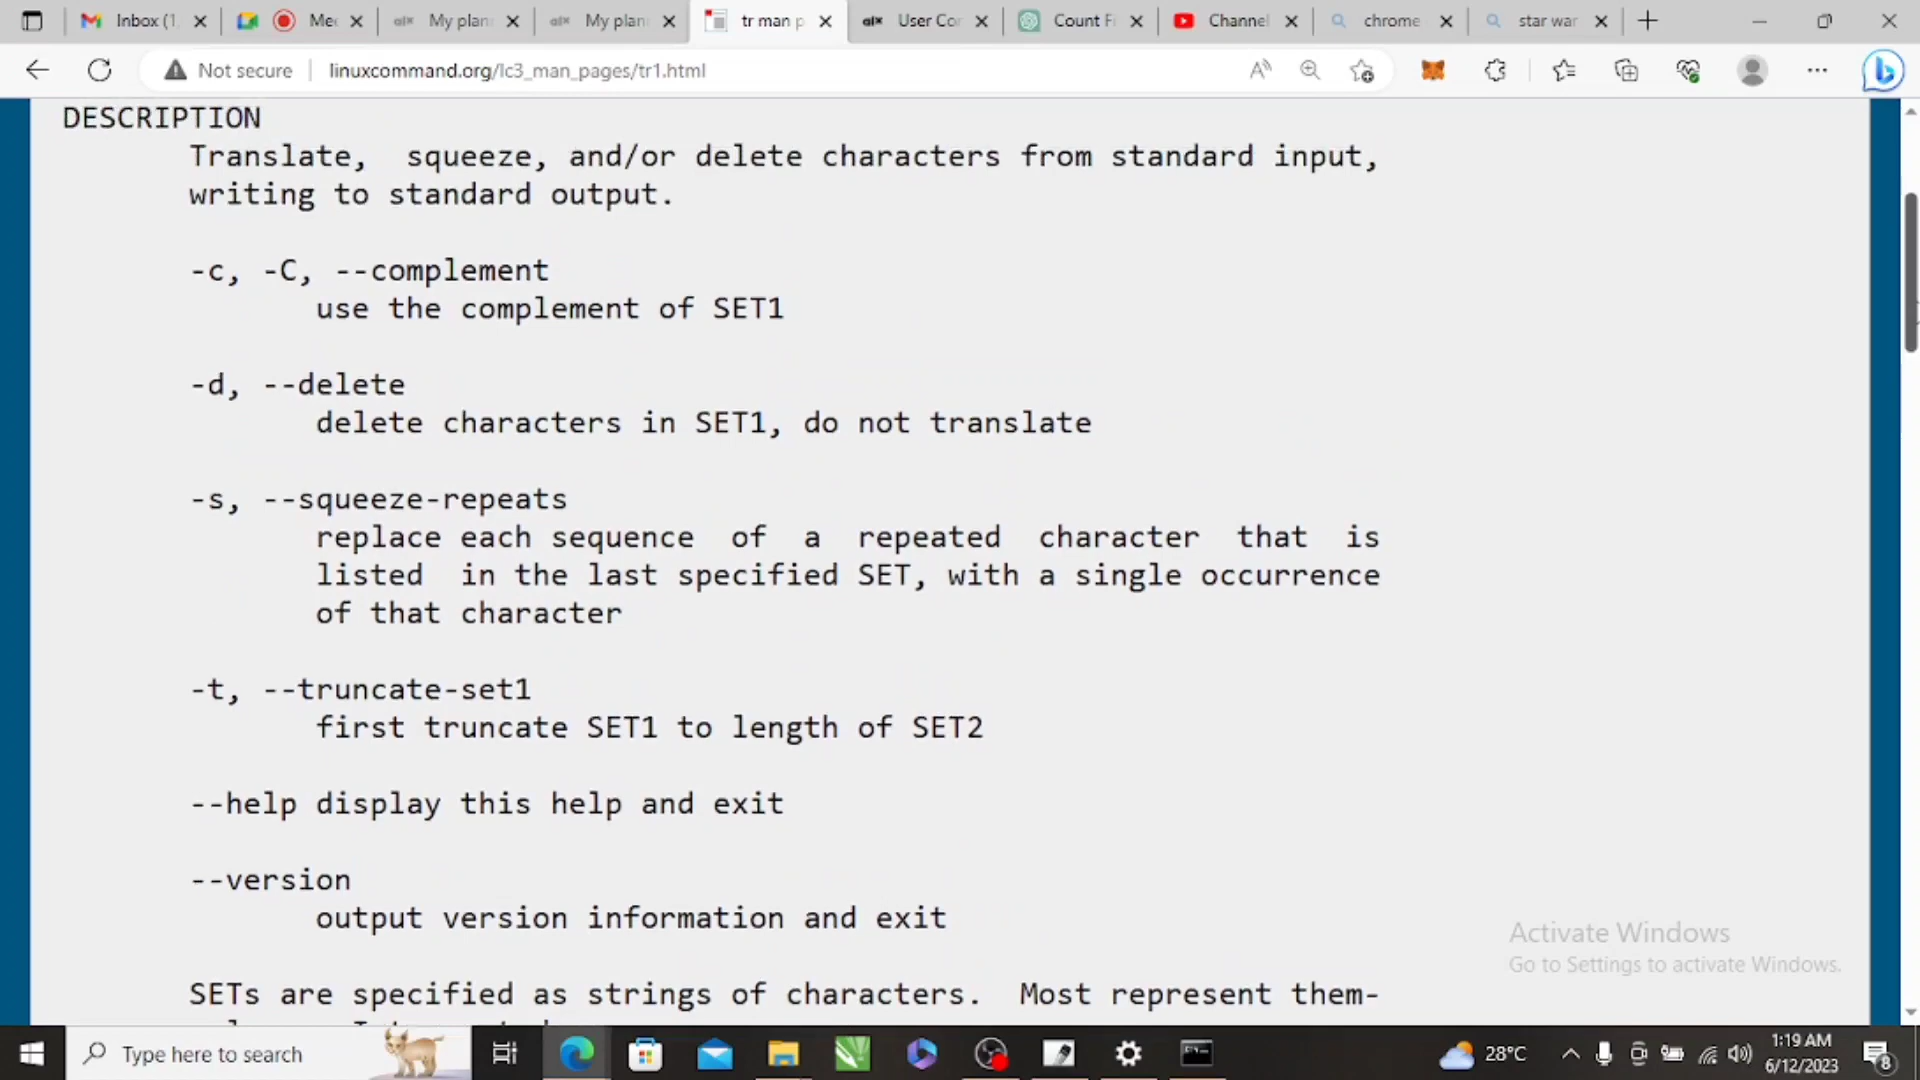 Inbox (1
Mee
My plan
My plan
tr man p
User Co
Count Fi
Channel
chrome
star war
Not secure
linuxcommand.org/lc3_man_pages/tr1.html
DESCRIPTION
Translate, squeeze, and/or delete characters from standard input,
writing to standard output.
-c, -C, --complement
use the complement of SET1
-d, --delete
delete characters in SET1, do not translate
-s, --squeeze-repeats
replace each sequence of a repeated character that is
listed in the last specified SET, with a single occurrence
of that character
-t, --truncate-set1
first truncate SET1 to length of SET2
--help display this help and exit
--version
output version information and exit
Activate Windows
Go to Settings to activate Windows.
SETs are specified as strings of characters. Most represent them-
Type here to search
28°C
1:19 AM
6/12/2023
8